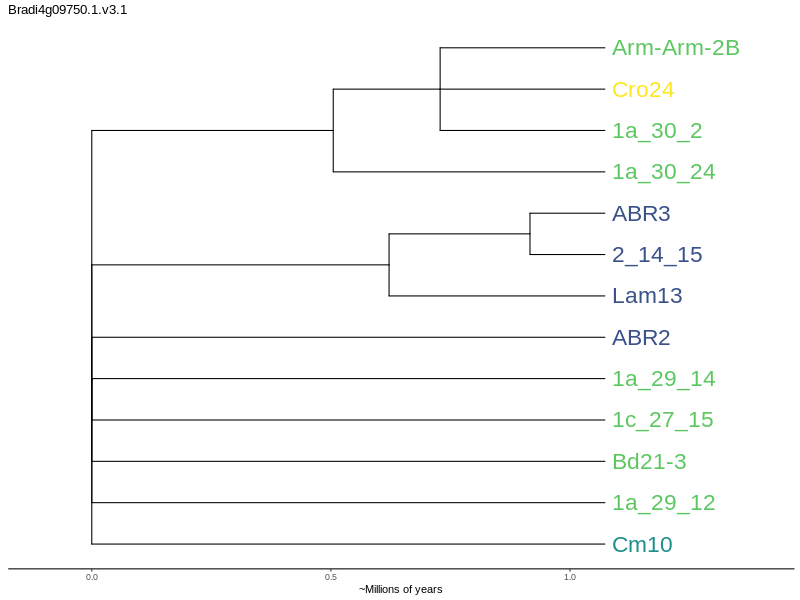 Bradi4g09750.1.v3.1
Arm-Arm-2B
Cro24
1a_30_2
1a_30_24
ABR3
2_14_15
Lam13
ABR2
1a_29_14
1c_27_15
Bd21-3
1a_29_12
Cm10
0.0 0.5 1.0
~Millions of years